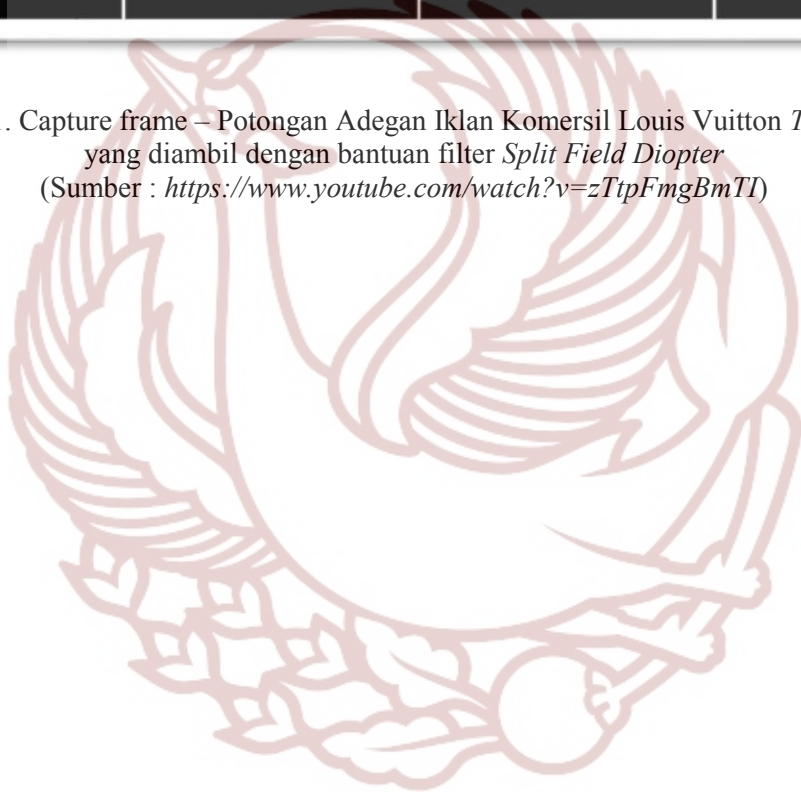 . Capture frame – Potongan Adegan Iklan Komersil Louis Vuitton
yang diambil dengan bantuan filter Split Field Diopter
(Sumber : https://www.youtube.com/watch?v=zTtpFmgBmTI)